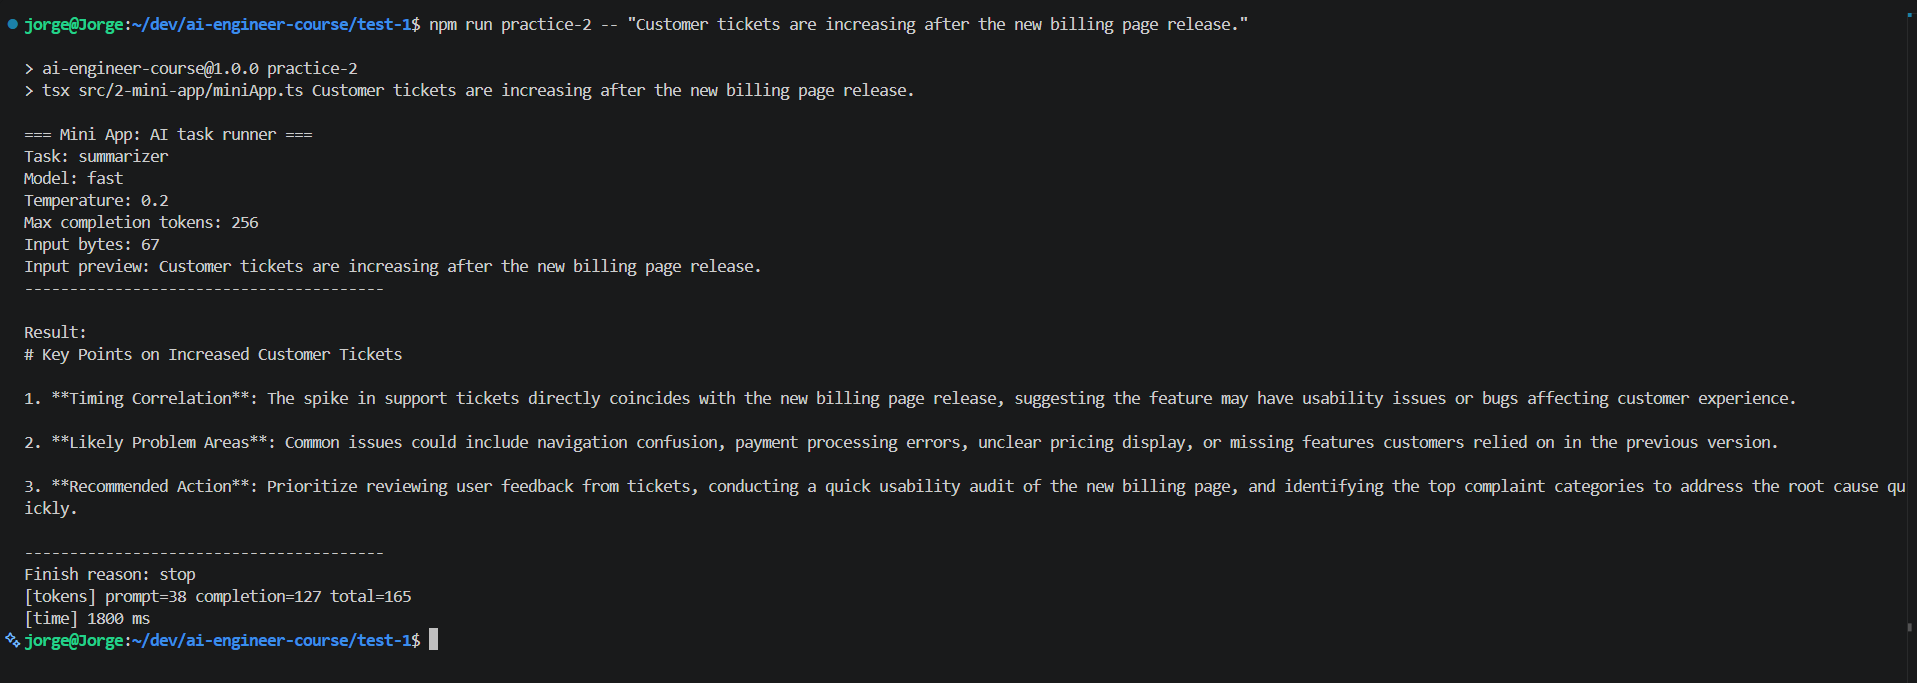 jorge@Jorge:~/dev/ai-engineer-course/test-1$ npm run practice-2 -- "Customer tickets are increasing after the new billing page release."
> ai-engineer-course@1.0.0 practice-2
> tsx src/2-mini-app/miniApp.ts Customer tickets are increasing after the new billing page release.
=== Mini App: AI task runner ===
Task: summarizer
Model: fast
Temperature: 0.2
Max completion tokens: 256
Input bytes: 67
Input preview: Customer tickets are increasing after the new billing page release.
----------------------------------------
Result:
# Key Points on Increased Customer Tickets
1. **Timing Correlation**: The spike in support tickets directly coincides with the new billing page release, suggesting the feature may have usability issues or bugs affecting customer experience.
2. **Likely Problem Areas**: Common issues could include navigation confusion, payment processing errors, unclear pricing display, or missing features customers relied on in the previous version.
3. **Recommended Action**: Prioritize reviewing user feedback from tickets, conducting a quick usability audit of the new billing page, and identifying the top complaint categories to address the root cause qu
ickly.
----------------------------------------
Finish reason: stop
[tokens] prompt=38 completion=127 total=165
[time] 1800 ms
jorge@Jorge:~/dev/ai-engineer-course/test-1$